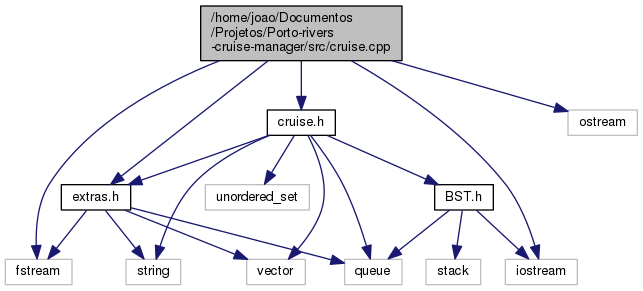 /home/joao/Documentos
/Projetos/Porto-rivers
-cruise-manager/src/cruise.cpp
cruise.h
ostream
extras.h
unordered_set
BST.h
fstream
string
vector
queue
stack
iostream